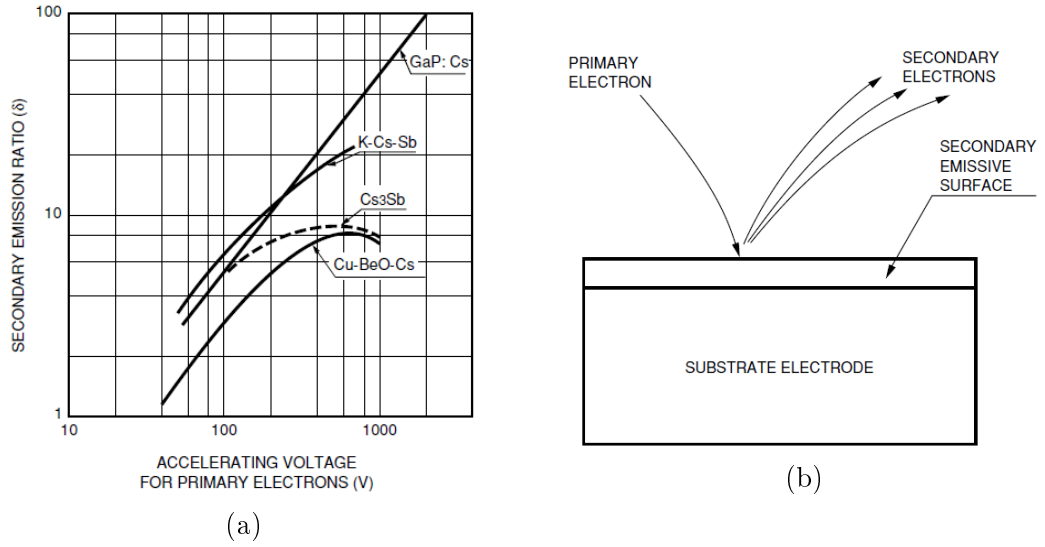 100
10
1
10
100
1000
SECONDARY EMISSION RATIO (δ)
GaP: Cs
K-Cs-Sb
Cs3Sb
Cu-BeO-Cs
ACCELERATING VOLTAGE
FOR PRIMARY ELECTRONS (V)
(a)
PRIMARY
ELECTRON
SECONDARY
ELECTRONS
SECONDARY
EMISSIVE
SURFACE
SUBSTRATE ELECTRODE
(b)